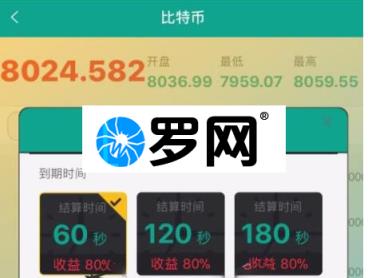 比特币
8024.582
开盘 最低 最高
8036.99 7959.07 8059.55
罗网®
到期时间
结算时间 结算时间 结算时间
60 秒 120 秒 180 秒
收益 80% 收益 80% 收益 80%